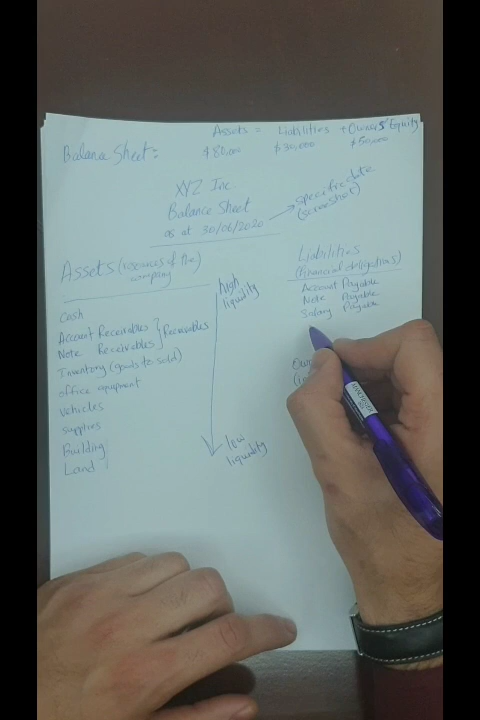 Assets = Liabilities + Owner's Equity
Balance Sheet: $80,000 $30,000 $50,000
XYZ Inc.
Balance Sheet
as at 30/06/2020
specific date
(screenshot)
Assets (resources of the
company)
Cash
Account Receivables
Note Receivables
Receivables
Inventory (goods to sold)
office equipment
vehicles
supplies
Building
Land
high
liquidity
low
liquidity
Liabilities
(financial obligations)
Account Payable
Note Payable
Salary Payable